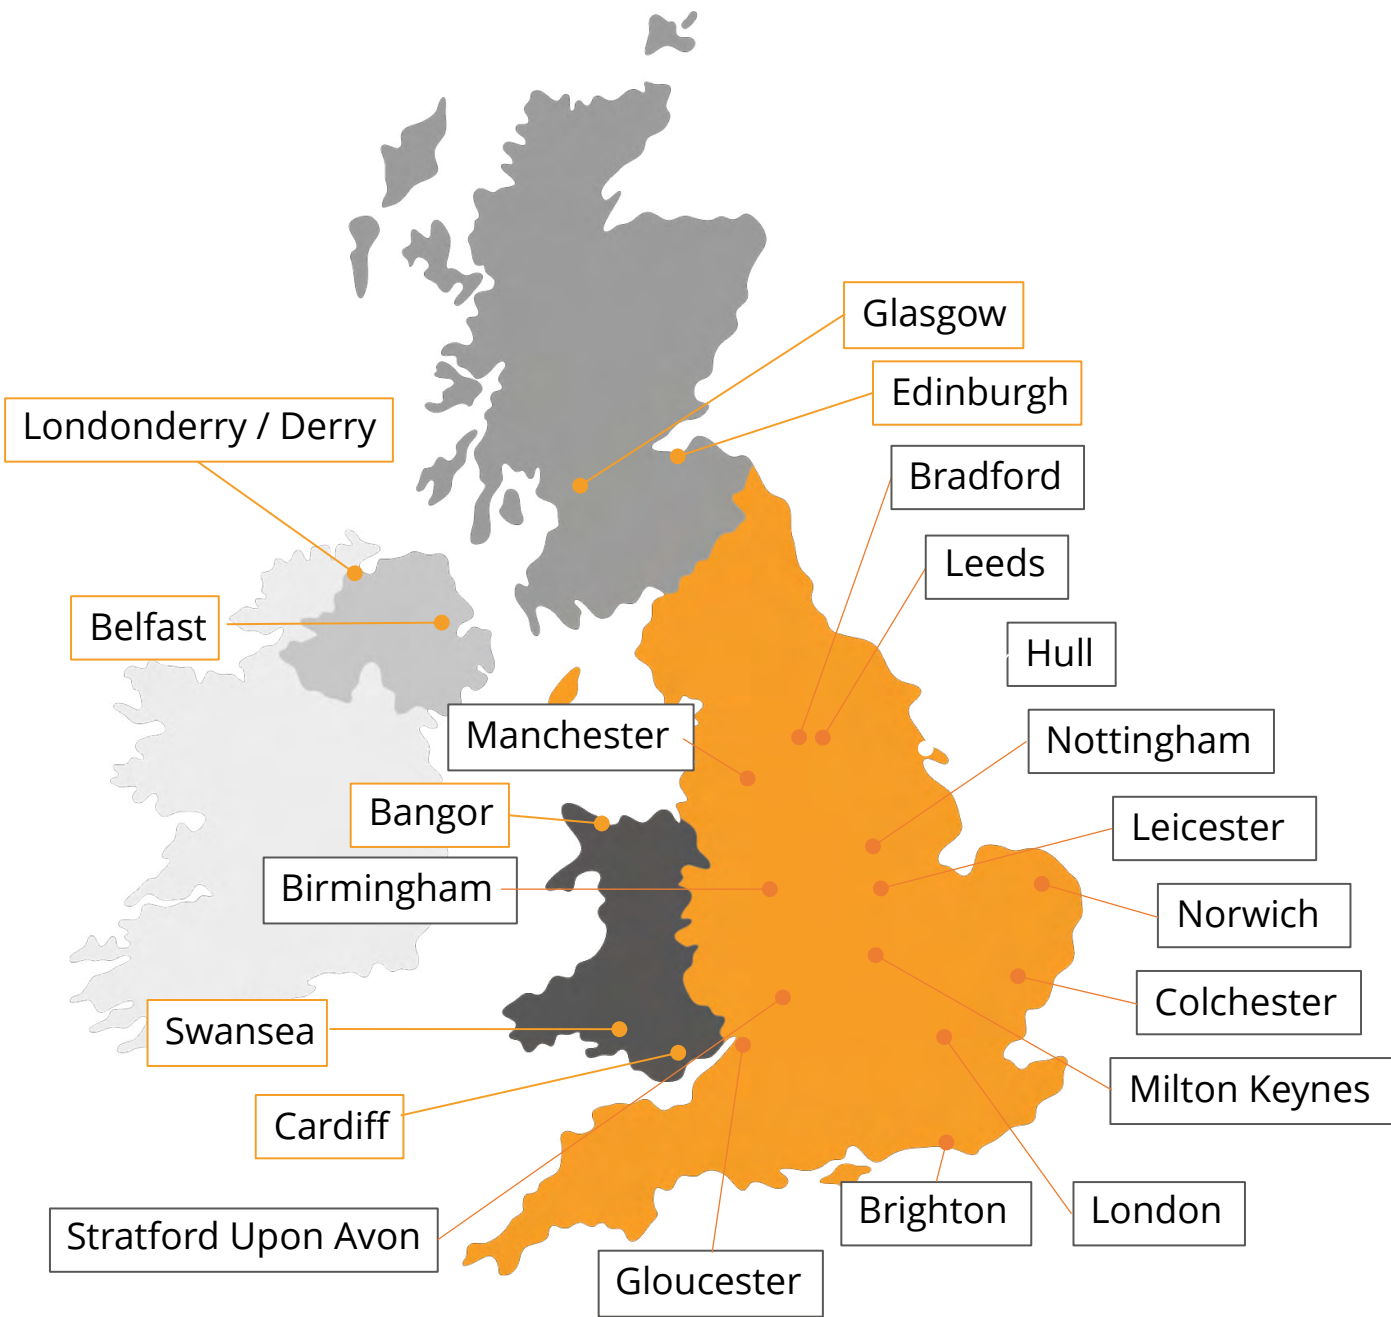 Glasgow
Edinburgh
Londonderry / Derry
Bradford
Leeds
Belfast
Hull
Manchester
Nottingham
Bangor
Leicester
Birmingham
Norwich
Colchester
Swansea
Milton Keynes
Cardiff
Brighton
London
Stratford Upon Avon
Gloucester